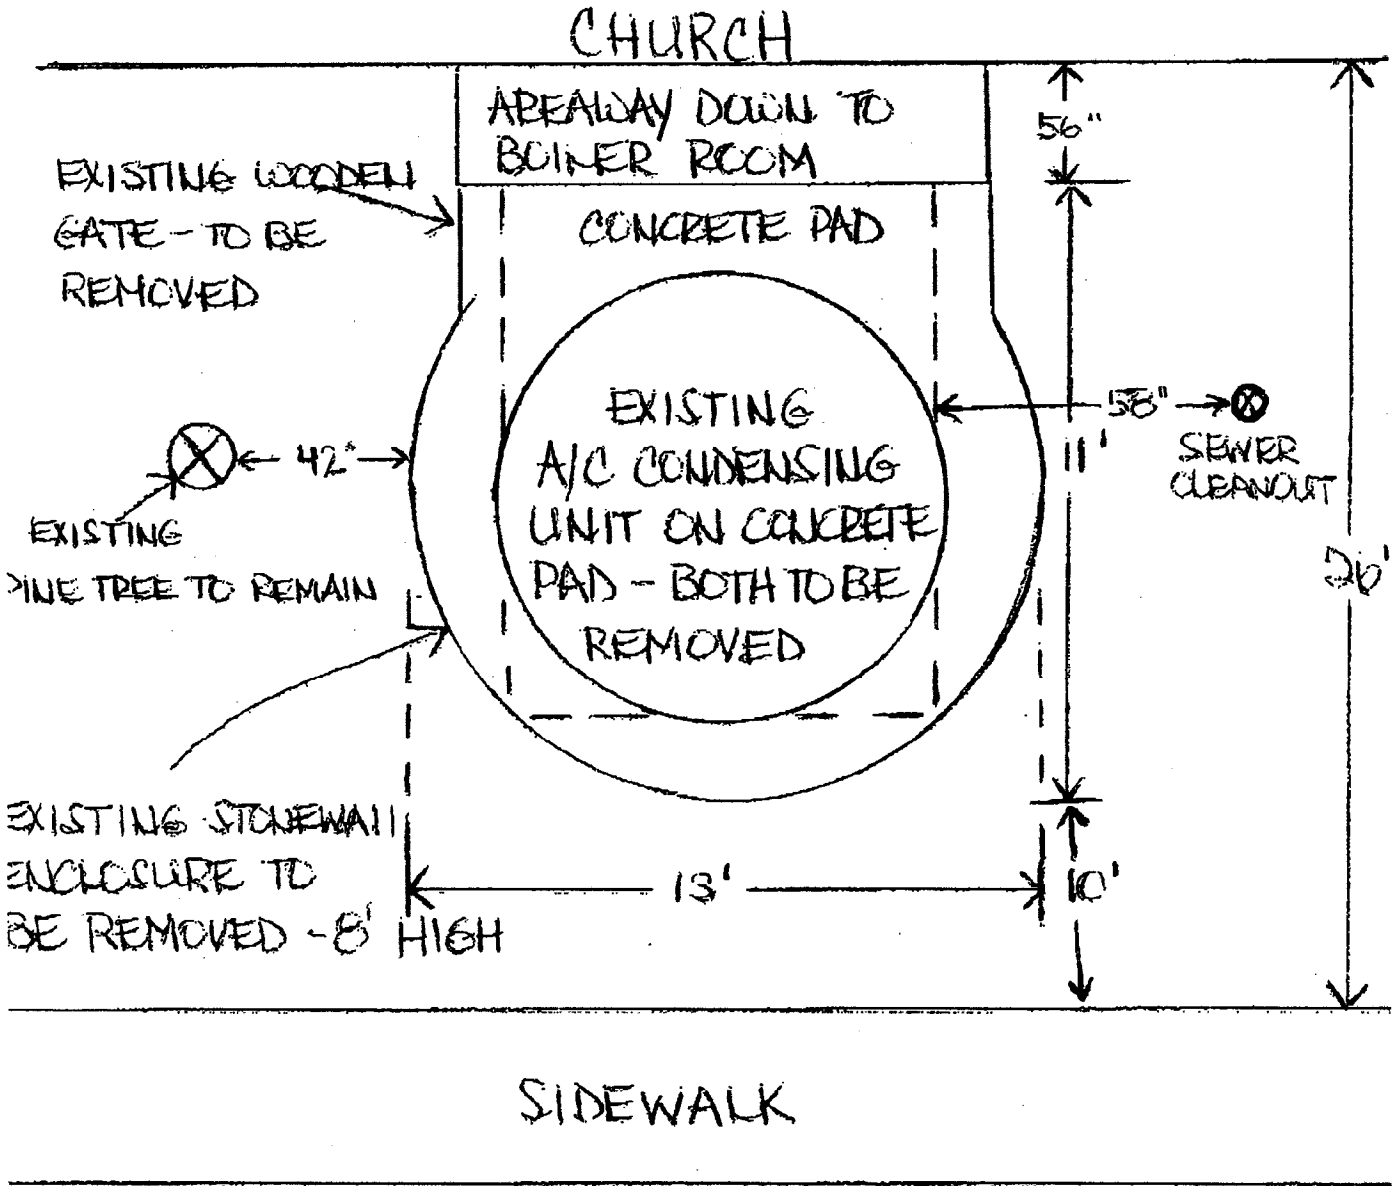 CHURCH
AREAWAY DOWN TO
BOILER ROOM
56"
EXISTING WOODEN
GATE - TO BE
REMOVED
CONCRETE PAD
EXISTING
A/C CONDENSING
UNIT ON CONCRETE
PAD - BOTH TO BE
REMOVED
58"
11'
SEWER
CLEANOUT
42"
EXISTING
PINE TREE TO REMAIN
26'
EXISTING STONEWALL
ENCLOSURE TO
BE REMOVED - 8' HIGH
13'
10'
SIDEWALK